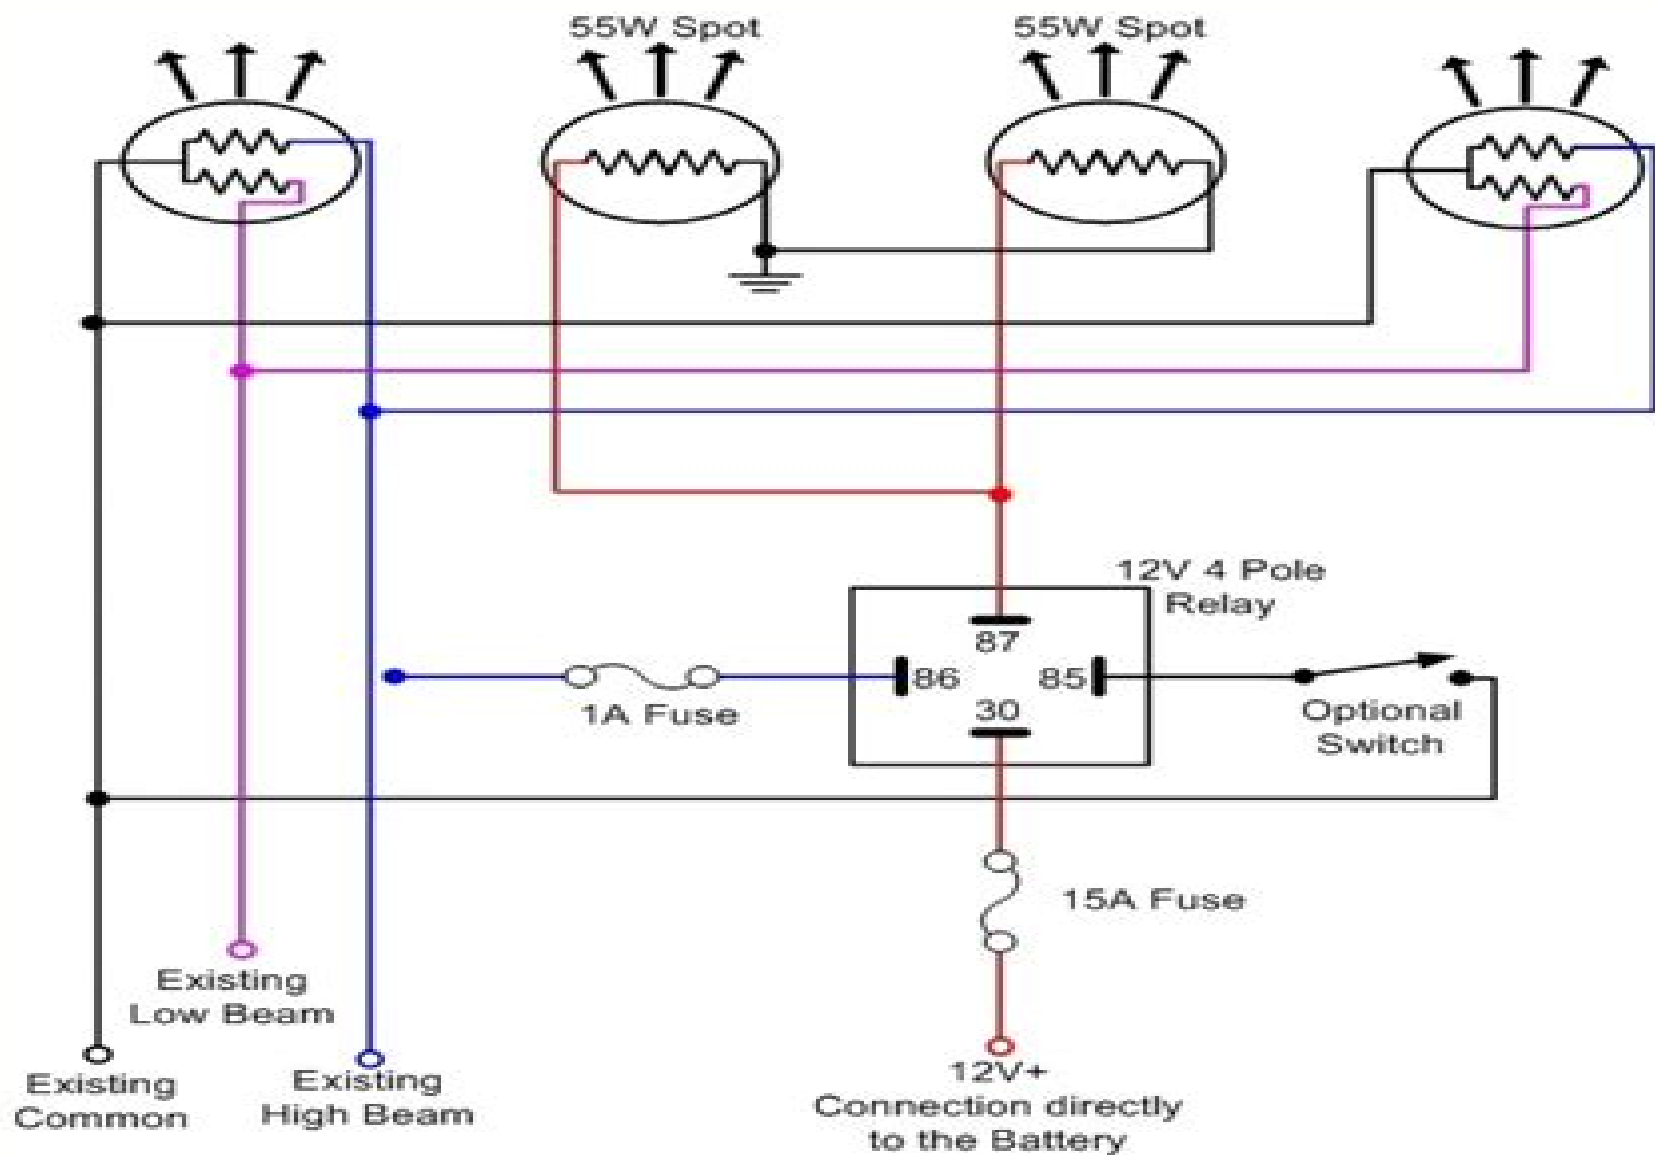 55W Spot
55W Spot
12V 4 Pole
Relay
87
86
85
30
1A Fuse
Optional
Switch
15A Fuse
Existing
Low Beam
Existing
Common
Existing
High Beam
12V+
Connection directly
to the Battery